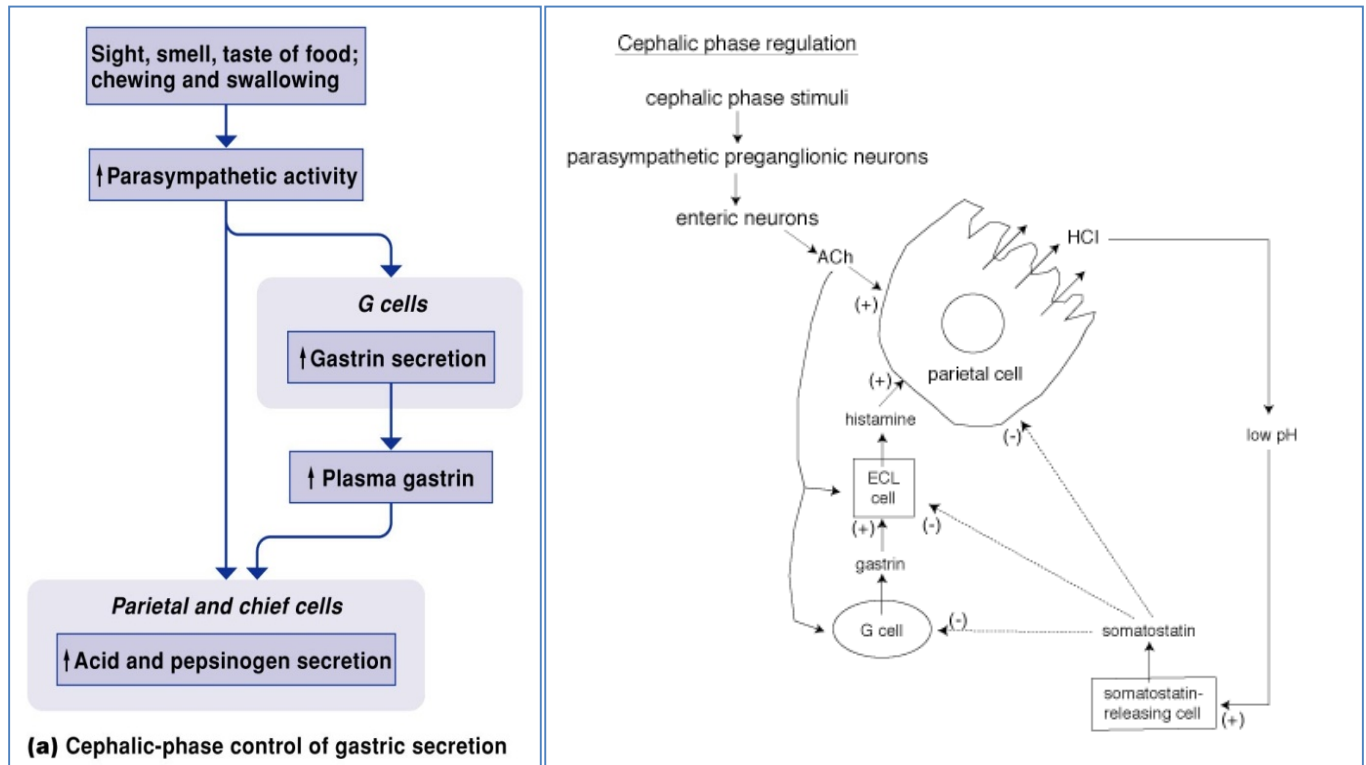 Sight, smell, taste of food;
chewing and swallowing
↑Parasympathetic activity
G cells
↑Gastrin secretion
↑ Plasma gastrin
Parietal and chief cells
↑Acid and pepsinogen secretion
(a) Cephalic-phase control of gastric secretion
Cephalic phase regulation
cephalic phase stimuli
parasympathetic preganglionic neurons
enteric neurons
ACh
(+)
HCl
parietal cell
(+)
histamine
(-)
low pH
ECL
cell
(+)
(-)
gastrin
G cell
(-)
somatostatin
somatostatin-
releasing cell
(+)